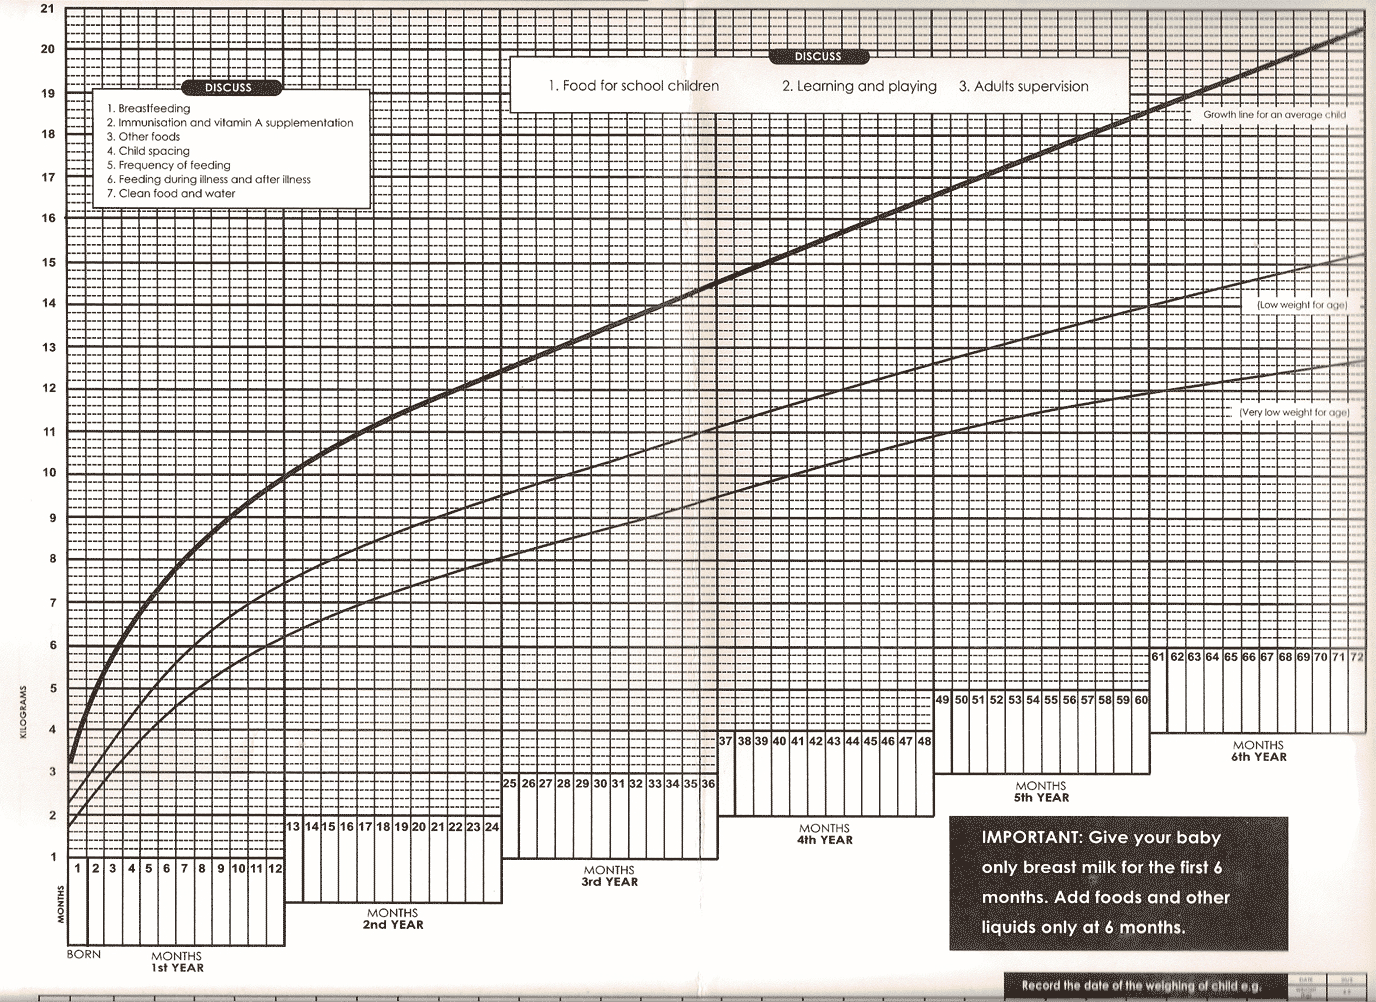 21
20
19
18
17
16
15
14
13
12
11
10
9
8
7
6
5
4
3
2
1
KILOGRAMS
DISCUSS
1. Breastfeeding
2. Immunisation and vitamin A supplementation
3. Other foods
4. Child spacing
5. Frequency of feeding
6. Feeding during illness and after illness
7. Clean food and water
DISCUSS
1. Food for school children 2. Learning and playing 3. Adults supervision
Growth line for an average child
(Low weight for age)
(Very low weight for age)
MONTHS
1 2 3 4 5 6 7 8 9 10 11 12
BORN
MONTHS
1st YEAR
13 14 15 16 17 18 19 20 21 22 23 24
MONTHS
2nd YEAR
25 26 27 28 29 30 31 32 33 34 35 36
MONTHS
3rd YEAR
37 38 39 40 41 42 43 44 45 46 47 48
MONTHS
4th YEAR
49 50 51 52 53 54 55 56 57 58 59 60
MONTHS
5th YEAR
61 62 63 64 65 66 67 68 69 70 71 72
MONTHS
6th YEAR
IMPORTANT: Give your baby
only breast milk for the first 6
months. Add foods and other
liquids only at 6 months.
Record the date of the weighing of child e.g.